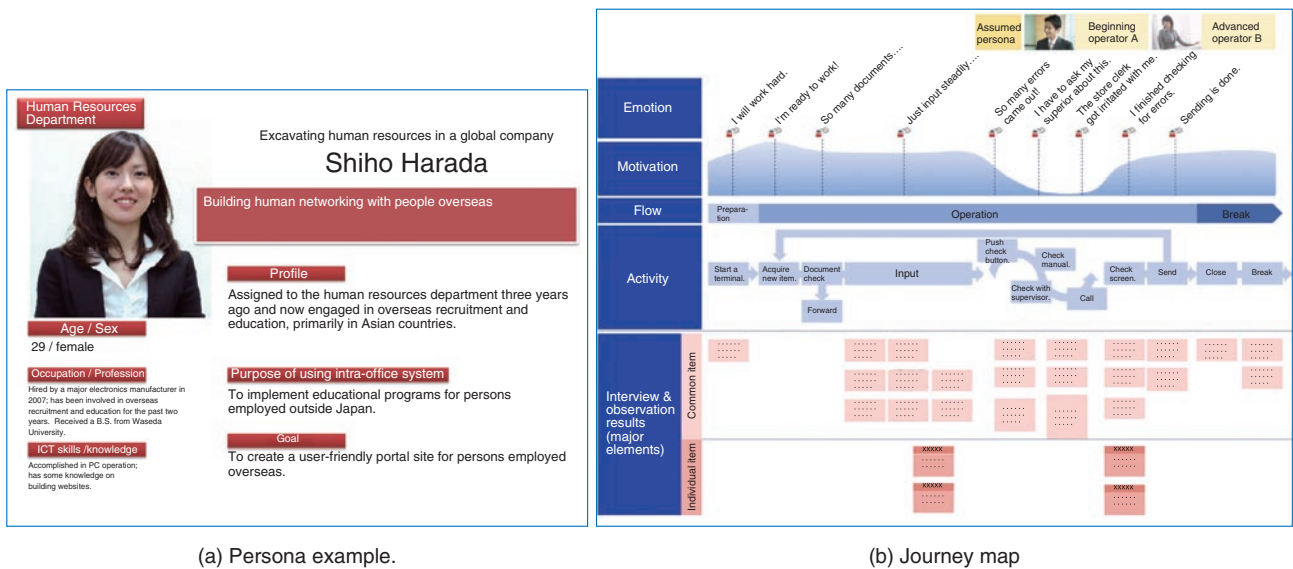 Human Resources
Department
Excavating human resources in a global company
Shiho Harada
Building human networking with people overseas
Profile
Assigned to the human resources department three years
ago and now engaged in overseas recruitment and
education, primarily in Asian countries.
Age / Sex
29 / female
Occupation / Profession
Hired by a major electronics manufacturer in
2007; has been involved in overseas
recruitment and education for the past two
years. Received a B.S. from Waseda
University.
ICT skills /knowledge
Accomplished in PC operation;
has some knowledge on
building websites.
Purpose of using intra-office system
To implement educational programs for persons
employed outside Japan.
Goal
To create a user-friendly portal site for persons employed
overseas.
(a) Persona example.
Assumed
persona
Beginning
operator A
Advanced
operator B
Emotion
I will work hard.
I'm ready to work!
So many documents....
Just input steadily....
So many errors
came out!
I have to ask my
superior about this.
The store clerk
got irritated with me.
I finished checking
for errors.
Sending is done.
Motivation
Flow
Prepara-
tion
Operation
Break
Activity
Start a
terminal.
Acquire
new item.
Document
check
Forward
Input
Push
check
button.
Check
manual.
Check with
supervisor.
Call
Check
screen.
Send
Close
Break
Interview &
observation
results
(major
elements)
Common item
Individual item
xxxxx
xxxxx
xxxxx
xxxxx
(b) Journey map